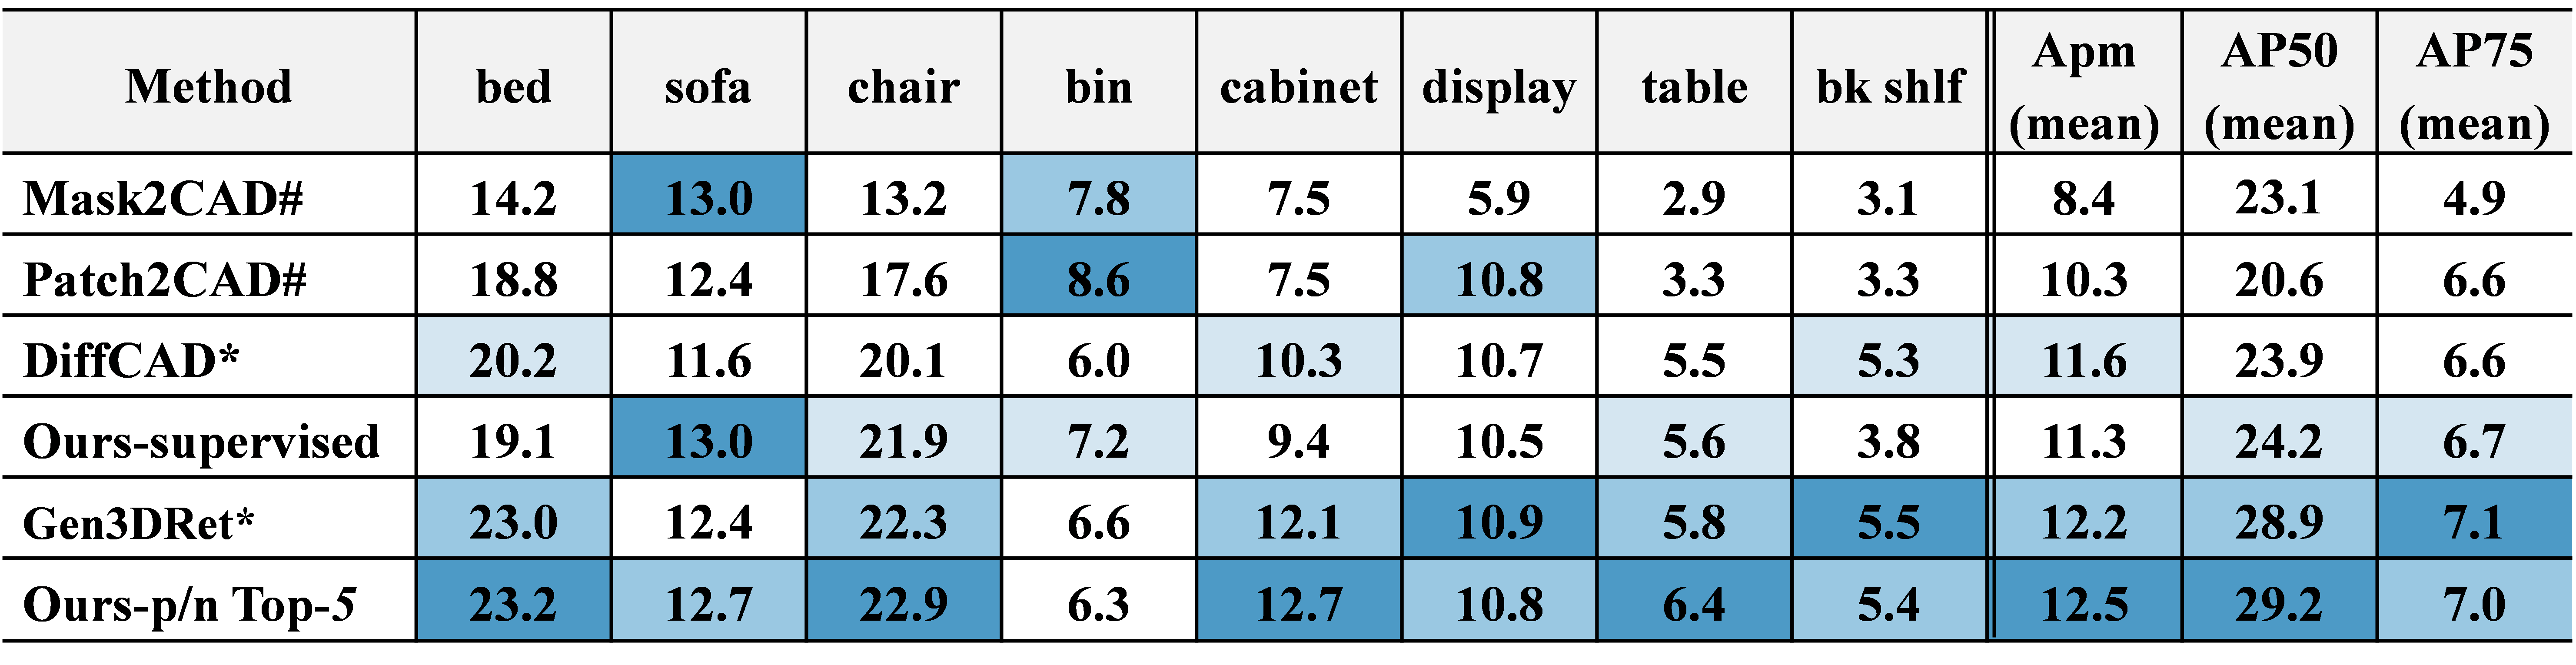 Method bed sofa chair bin cabinet display table bk shlf Apm (mean) AP50 (mean) AP75 (mean)
Mask2CAD# 14.2 13.0 13.2 7.8 7.5 5.9 2.9 3.1 8.4 23.1 4.9
Patch2CAD# 18.8 12.4 17.6 8.6 7.5 10.8 3.3 3.3 10.3 20.6 6.6
DiffCAD* 20.2 11.6 20.1 6.0 10.3 10.7 5.5 5.3 11.6 23.9 6.6
Ours-supervised 19.1 13.0 21.9 7.2 9.4 10.5 5.6 3.8 11.3 24.2 6.7
Gen3DRet* 23.0 12.4 22.3 6.6 12.1 10.9 5.8 5.5 12.2 28.9 7.1
Ours-p/n Top-5 23.2 12.7 22.9 6.3 12.7 10.8 6.4 5.4 12.5 29.2 7.0